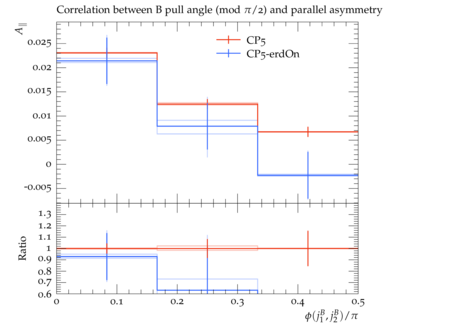 Correlation between B pull angle (mod π/2) and parallel asymmetry
A∥
CP5
CP5-erdOn
0.025
0.02
0.015
0.01
0.005
0
-0.005
Ratio
1.3
1.2
1.1
1
0.9
0.8
0.7
0.6
0 0.1 0.2 0.3 0.4 0.5
ϕ(j₁ᴮ, j₂ᴮ)/π